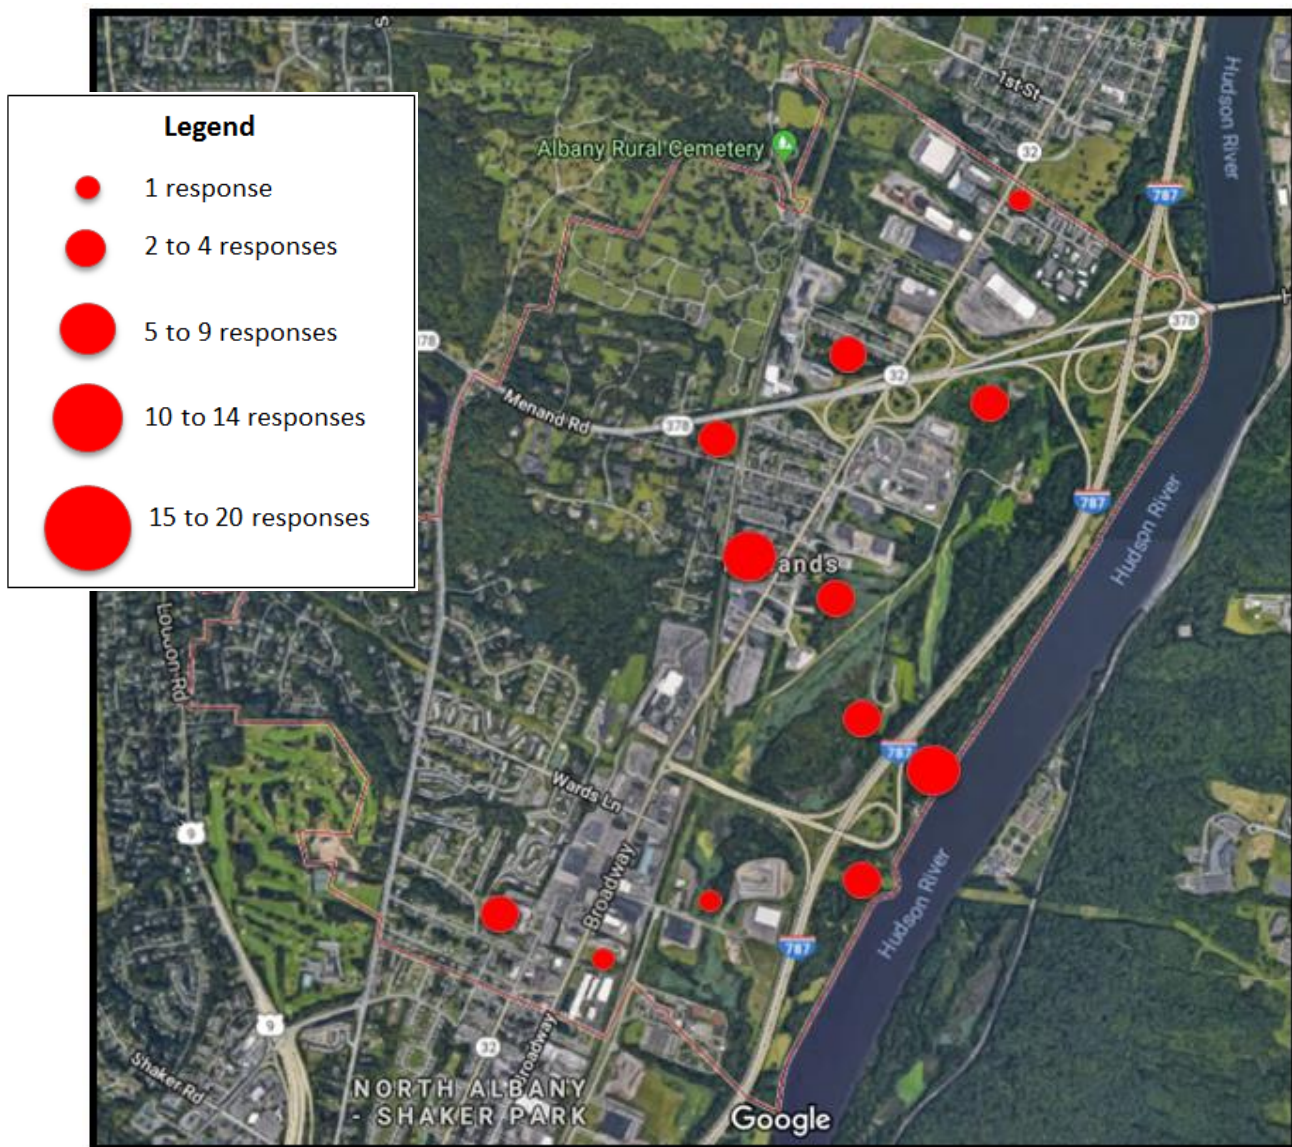 Legend
1 response
2 to 4 responses
5 to 9 responses
10 to 14 responses
15 to 20 responses
1st St
Hudson River
32
Albany Rural Cemetery
787
378
78
32
Menand Rd
378
787
Hudson River
ands
Rd
787
Wards Ln
9
Broadway
Hudson River
787
9
32
Broadway
Shaker Rd
NORTH ALBANY
- SHAKER PARK
Google